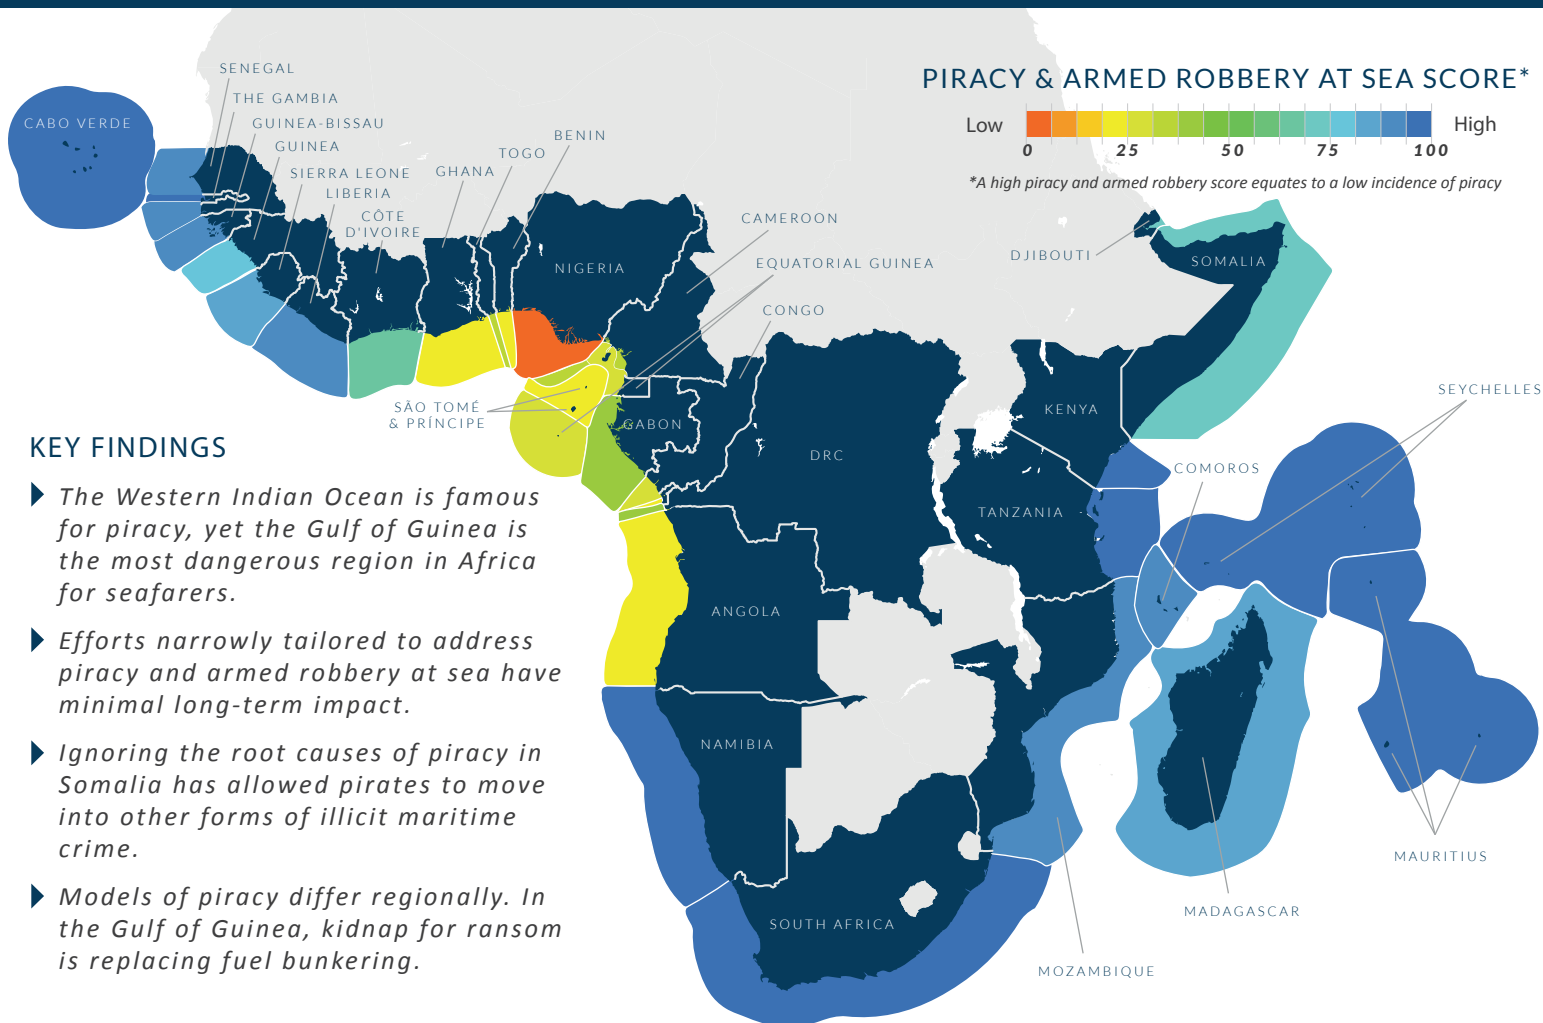 PIRACY & ARMED ROBBERY AT SEA SCORE*
Low
High
0 25 50 75 100
*A high piracy and armed robbery score equates to a low incidence of piracy
CABO VERDE
SENEGAL
THE GAMBIA
GUINEA-BISSAU
GUINEA
SIERRA LEONE
LIBERIA
CÔTE
D'IVOIRE
GHANA
TOGO
BENIN
NIGERIA
CAMEROON
EQUATORIAL GUINEA
CONGO
DJIBOUTI
SOMALIA
SÃO TOMÉ
& PRÍNCIPE
GABON
DRC
KENYA
SEYCHELLES
COMOROS
TANZANIA
ANGOLA
NAMIBIA
SOUTH AFRICA
MOZAMBIQUE
MADAGASCAR
MAURITIUS
KEY FINDINGS
The Western Indian Ocean is famous
for piracy, yet the Gulf of Guinea is
the most dangerous region in Africa
for seafarers.
Efforts narrowly tailored to address
piracy and armed robbery at sea have
minimal long-term impact.
Ignoring the root causes of piracy in
Somalia has allowed pirates to move
into other forms of illicit maritime
crime.
Models of piracy differ regionally. In
the Gulf of Guinea, kidnap for ransom
is replacing fuel bunkering.